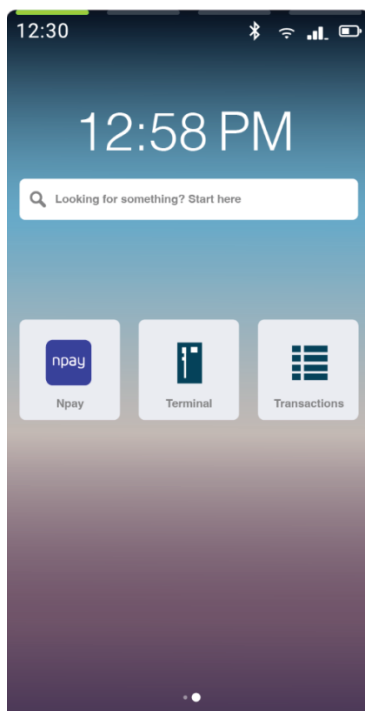 12:30
12:58 PM
Looking for something? Start here
npay
Npay
Terminal
Transactions